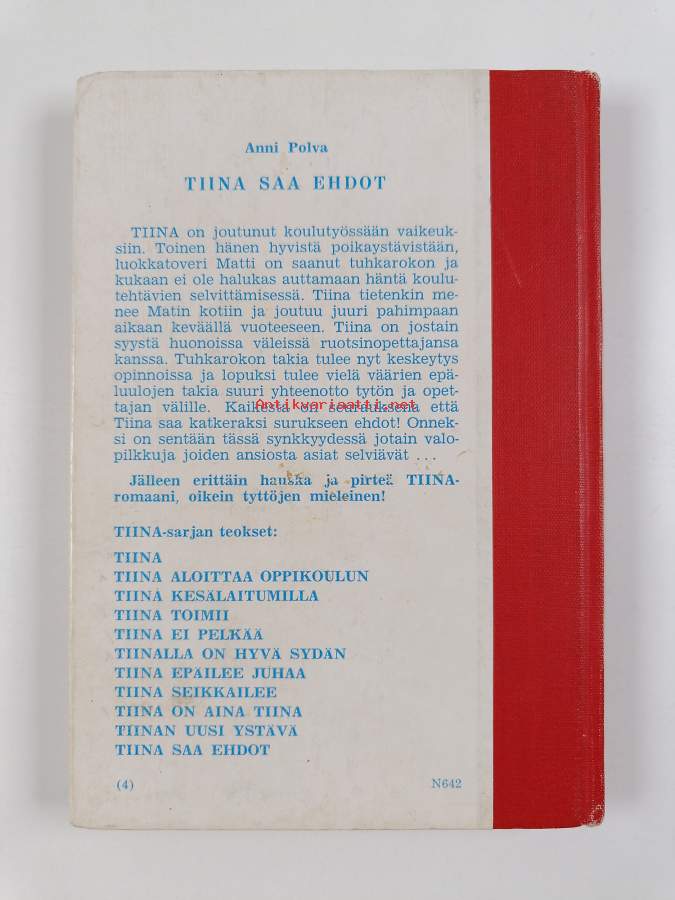 Anni Polva
TIINA SAA EHDOT
TIINA on joutunut koulutyössään vaikeuk-
siin. Toinen hänen hyvistä poikaystävistään,
luokkatoveri Matti on saanut tuhkarokon ja
kukaan ei ole halukas auttamaan häntä koulu-
tehtävien selvittämisessä. Tiina tietenkin me-
nee Matin kotiin ja joutuu juuri pahimpaan
aikaan keväällä vuoteeseen. Tiina on jostain
syystä huonoissa väleissä ruotsinopettajansa
kanssa. Tuhkarokon takia tulee nyt keskeytys
opinnoissa ja lopuksi tulee vielä väärien epä-
luulojen takia suuri yhteenotto tytön ja opet-
tajan välille. Kaikesta on seurauksena että
Antikvariaatti.net
Tiina saa katkeraksi surukseen ehdot! Onnek-
si on sentään tässä synkkyydessä jotain valo-
pilkkuja joiden ansiosta asiat selviävät ...
Jälleen erittäin hauska ja pirteä TIINA-
romaani, oikein tyttöjen mieleinen!
TIINA-sarjan teokset:
TIINA
TIINA ALOITTAA OPPIKOULUN
TIINA KESÄLAITUMILLA
TIINA TOIMII
TIINA EI PELKÄÄ
TIINALLA ON HYVÄ SYDÄN
TIINA EPÄILEE JUHAA
TIINA SEIKKAILEE
TIINA ON AINA TIINA
TIINAN UUSI YSTÄVÄ
TIINA SAA EHDOT
(4) N642